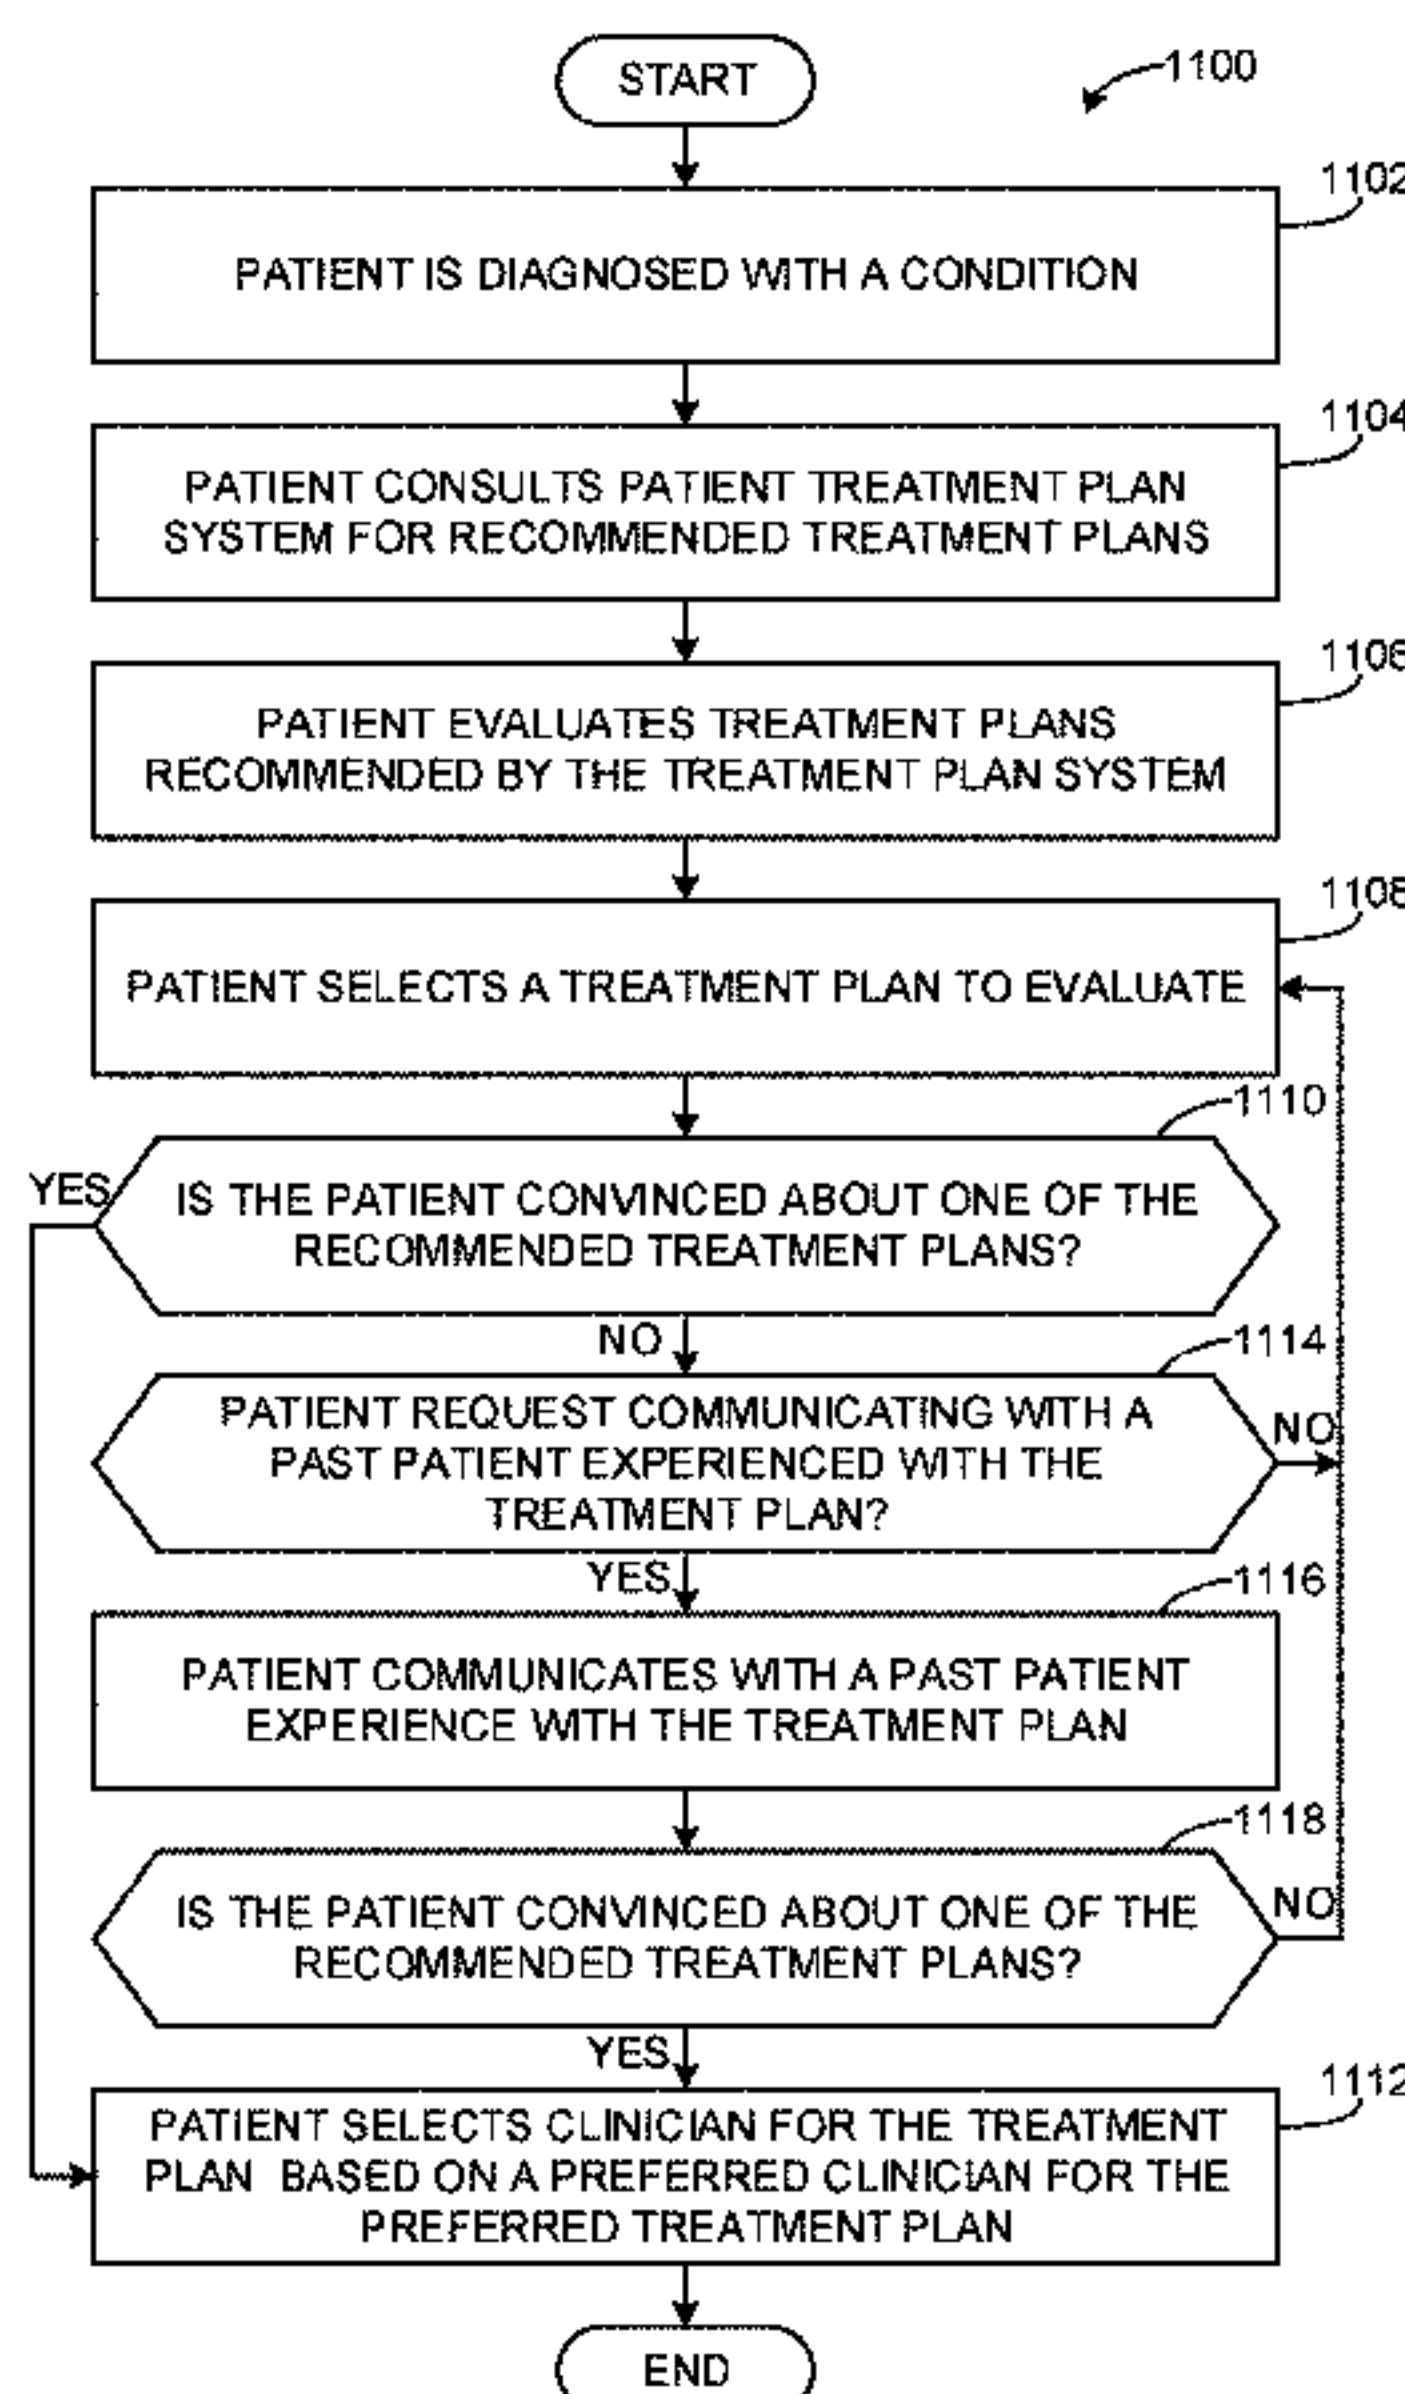 START
1100
1102
PATIENT IS DIAGNOSED WITH A CONDITION
1104
PATIENT CONSULTS PATIENT TREATMENT PLAN
SYSTEM FOR RECOMMENDED TREATMENT PLANS
1106
PATIENT EVALUATES TREATMENT PLANS
RECOMMENDED BY THE TREATMENT PLAN SYSTEM
1108
PATIENT SELECTS A TREATMENT PLAN TO EVALUATE
1110
YES
IS THE PATIENT CONVINCED ABOUT ONE OF THE
RECOMMENDED TREATMENT PLANS?
NO
1114
PATIENT REQUEST COMMUNICATING WITH A
PAST PATIENT EXPERIENCED WITH THE
TREATMENT PLAN?
NO
YES
1116
PATIENT COMMUNICATES WITH A PAST PATIENT
EXPERIENCE WITH THE TREATMENT PLAN
1118
IS THE PATIENT CONVINCED ABOUT ONE OF THE
RECOMMENDED TREATMENT PLANS?
NO
YES
1112
PATIENT SELECTS CLINICIAN FOR THE TREATMENT
PLAN BASED ON A PREFERRED CLINICIAN FOR THE
PREFERRED TREATMENT PLAN
END